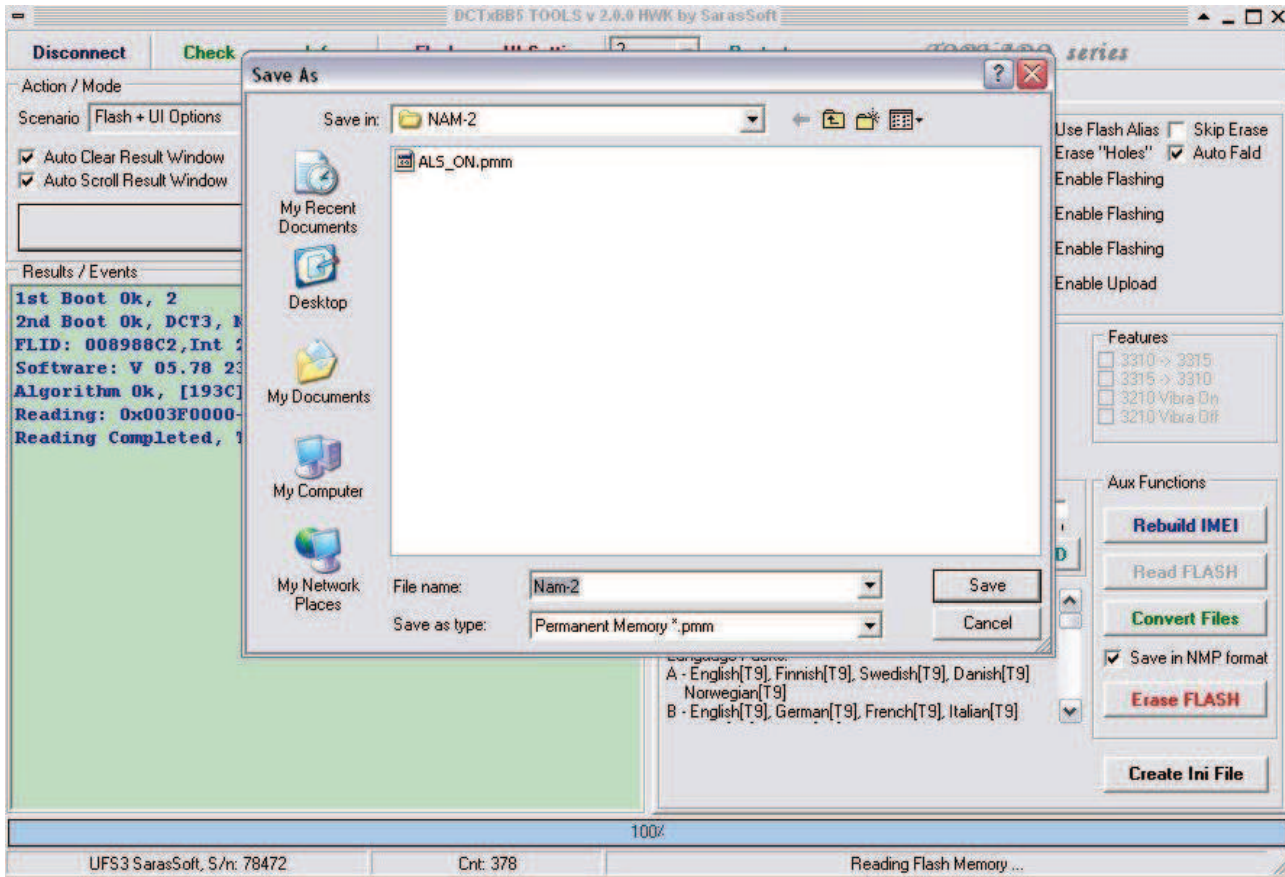 DCTxBB5 TOOLS v 2.0.0 HWK by SarasSoft
Disconnect Check
series
Action / Mode
Scenario Flash + UI Options
Auto Clear Result Window
Auto Scroll Result Window
Use Flash Alias Skip Erase
Erase "Holes" Auto Fald
Enable Flashing
Enable Flashing
Enable Flashing
Enable Upload
Save As
Save in: NAM-2
ALS_ON.pmm
My Recent
Documents
Desktop
My Documents
My Computer
My Network
Places
File name: Nam-2 Save
Save as type: Permanent Memory *.pmm Cancel
Results / Events
1st Boot Ok, 2
2nd Boot Ok, DCT3,
FLID: 008988C2,Int
Software: V 05.78 23
Algorithm Ok, [193C]
Reading: 0x003F0000-
Reading Completed,
Features
3310 -> 3315
3315 -> 3310
3210 Vibra On
3210 Vibra Off
Aux Functions
Rebuild IMEI
Read FLASH
Convert Files
Save in NMP format
Erase FLASH
Create Ini File
A - English[T9], Finnish[T9], Swedish[T9], Danish[T9]
Norwegian[T9]
B - English[T9], German[T9], French[T9], Italian[T9]
100%
UFS3 SarasSoft, S/n: 78472 Cnt: 378 Reading Flash Memory ...